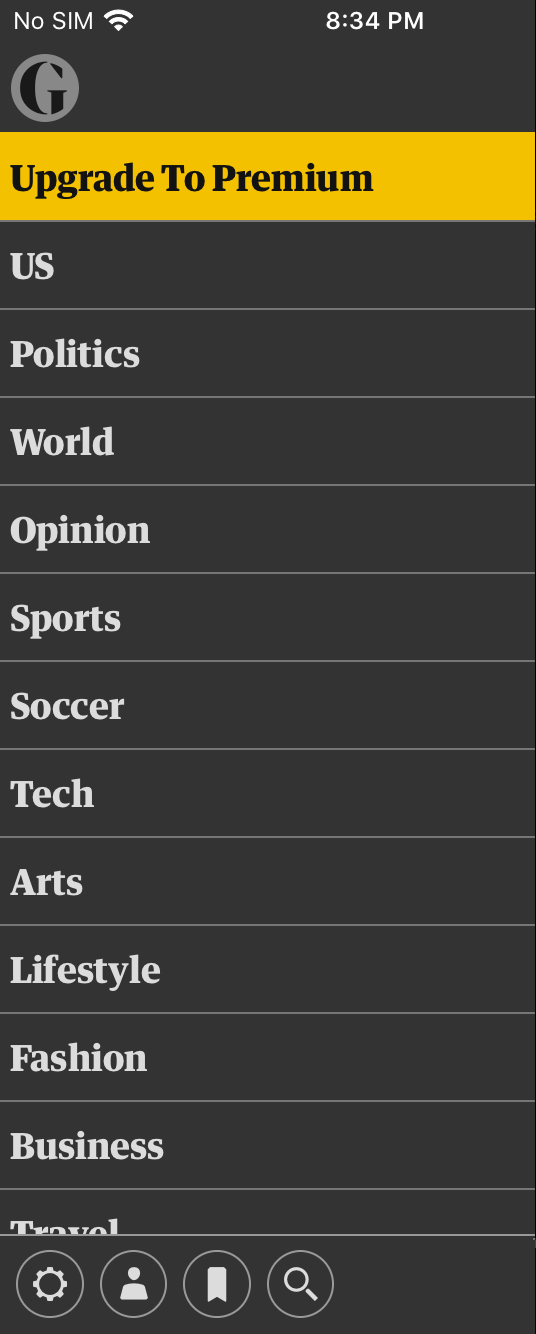 No SIM 8:34 PM
G
Upgrade To Premium
US
Politics
World
Opinion
Sports
Soccer
Tech
Arts
Lifestyle
Fashion
Business
Travel